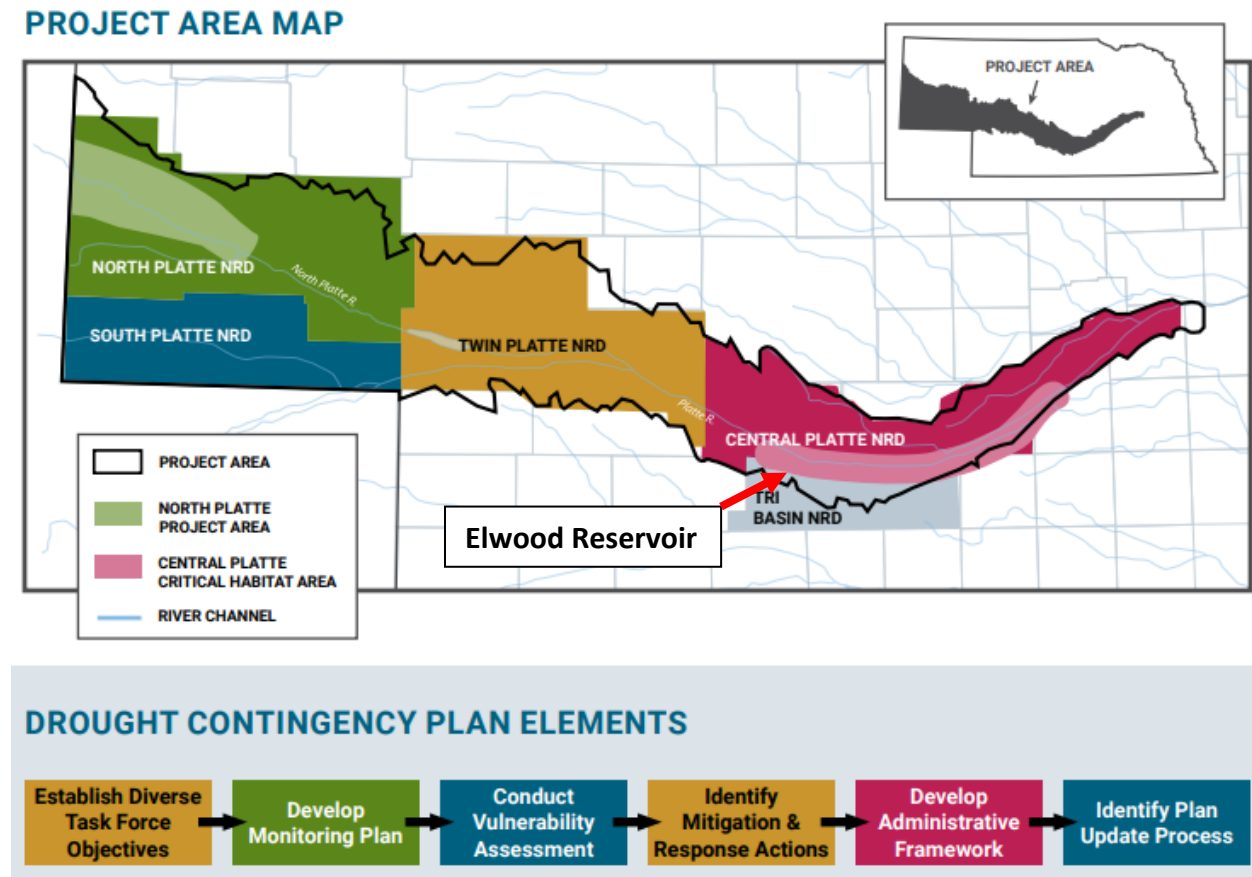 PROJECT AREA MAP
PROJECT AREA
NORTH PLATTE NRD
North Platte R.
SOUTH PLATTE NRD
TWIN PLATTE NRD
Platte R.
CENTRAL PLATTE NRD
TRI
BASIN NRD
Elwood Reservoir
PROJECT AREA
NORTH PLATTE
PROJECT AREA
CENTRAL PLATTE
CRITICAL HABITAT AREA
RIVER CHANNEL
DROUGHT CONTINGENCY PLAN ELEMENTS
Establish Diverse
Task Force
Objectives
Develop
Monitoring Plan
Conduct
Vulnerability
Assessment
Identify
Mitigation &
Response Actions
Develop
Administrative
Framework
Identify Plan
Update Process